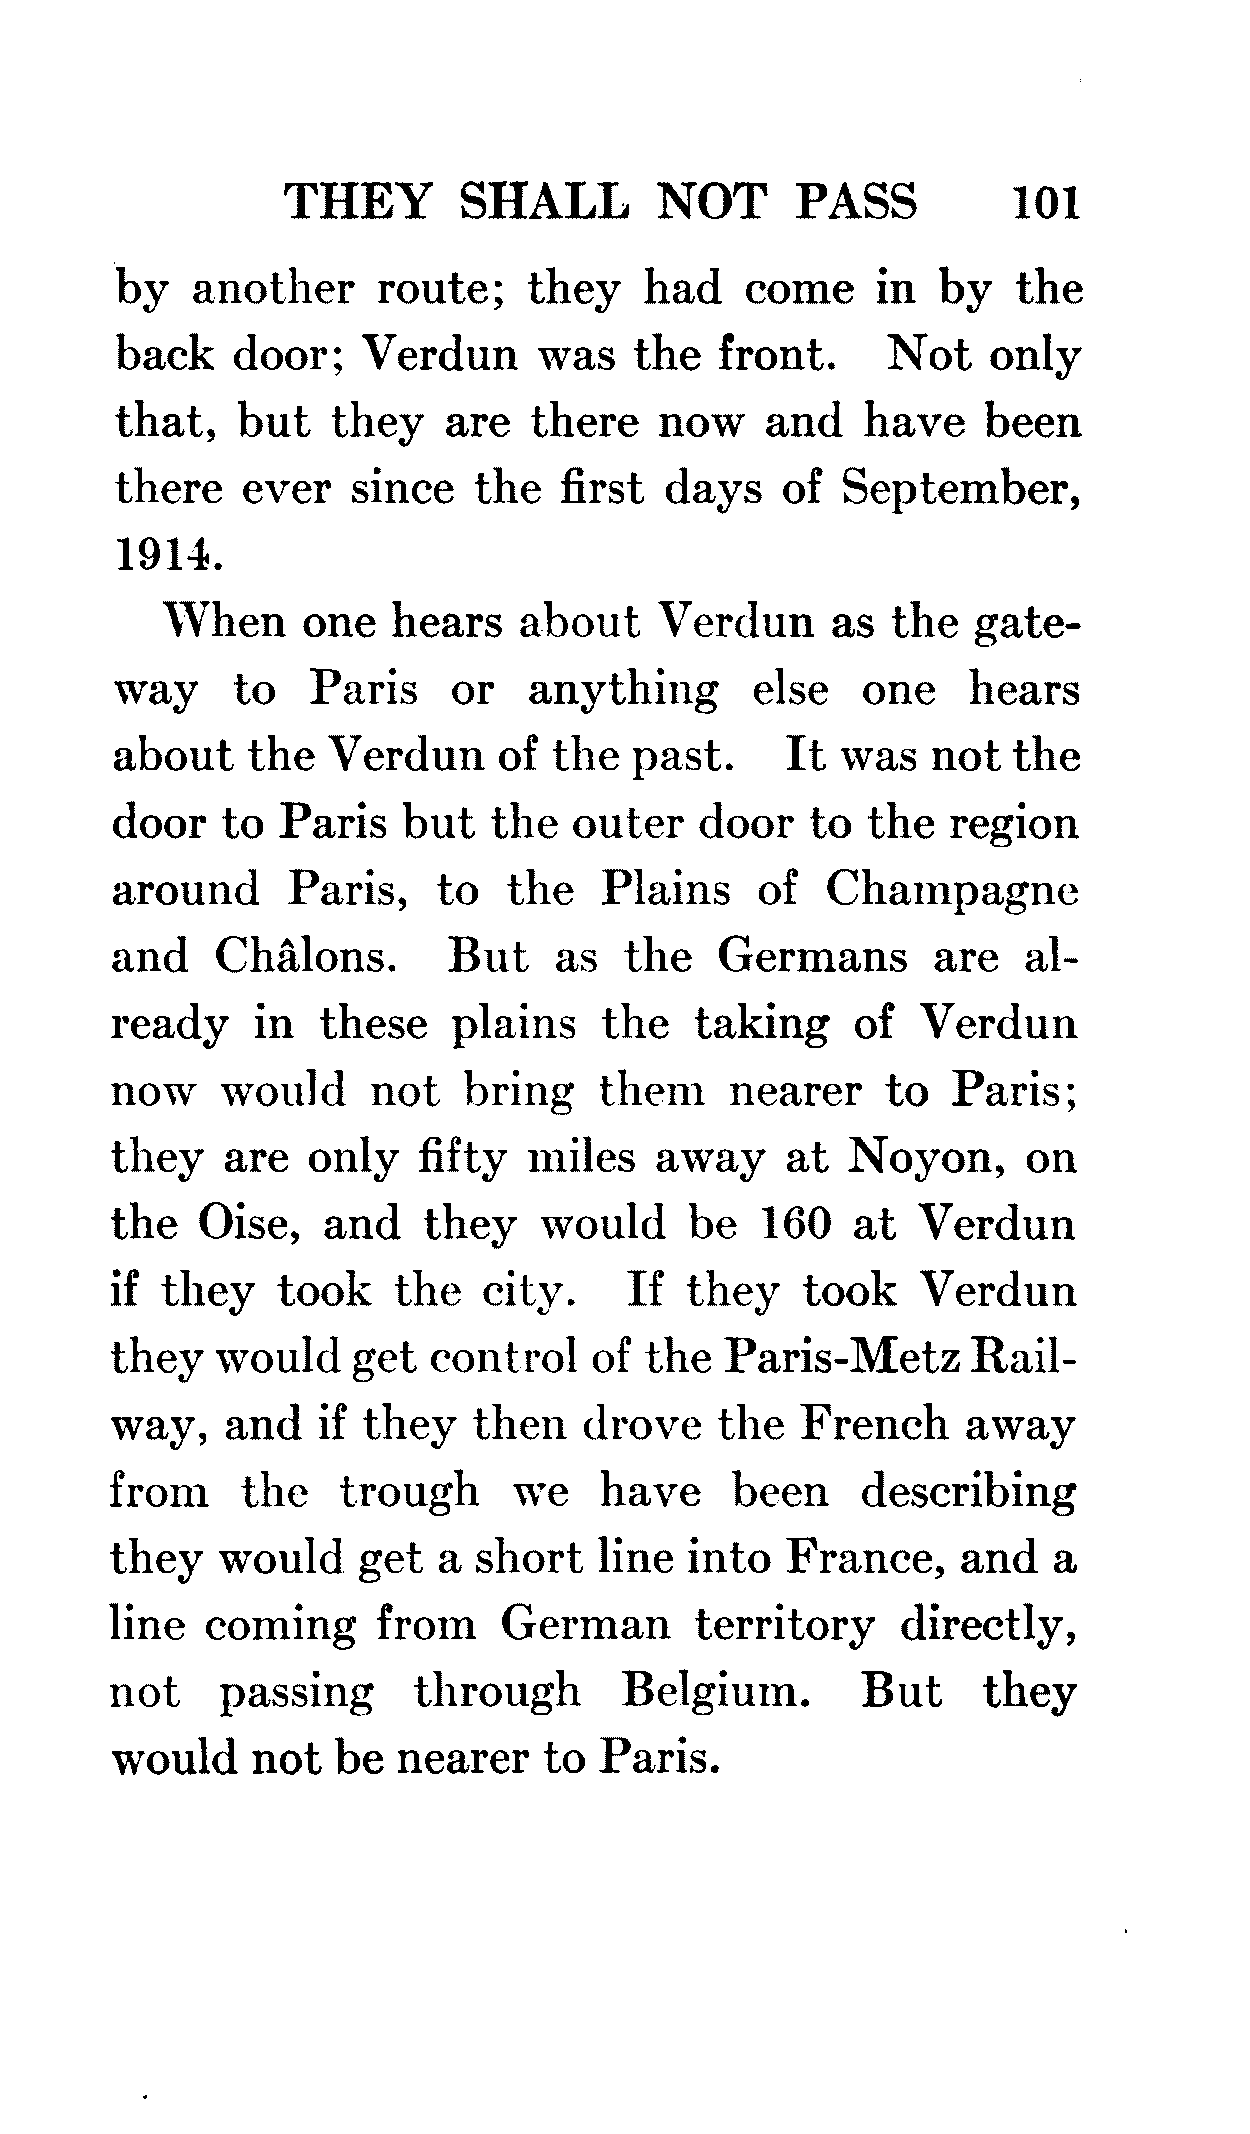 THEY SHALL NOT PASS 101
by another route; they had come in by the
back door; Verdun was the front. Not only
that, but they are there now and have been
there ever since the first days of September,
1914.
When one hears about Verdun as the gate-
way to Paris or anything else one hears
about the Verdun of the past. It was not the
door to Paris but the outer door to the region
around Paris, to the Plains of Champagne
and Châlons. But as the Germans are al-
ready in these plains the taking of Verdun
now would not bring them nearer to Paris;
they are only fifty miles away at Noyon, on
the Oise, and they would be 160 at Verdun
if they took the city. If they took Verdun
they would get control of the Paris-Metz Rail-
way, and if they then drove the French away
from the trough we have been describing
they would get a short line into France, and a
line coming from German territory directly,
not passing through Belgium. But they
would not be nearer to Paris.